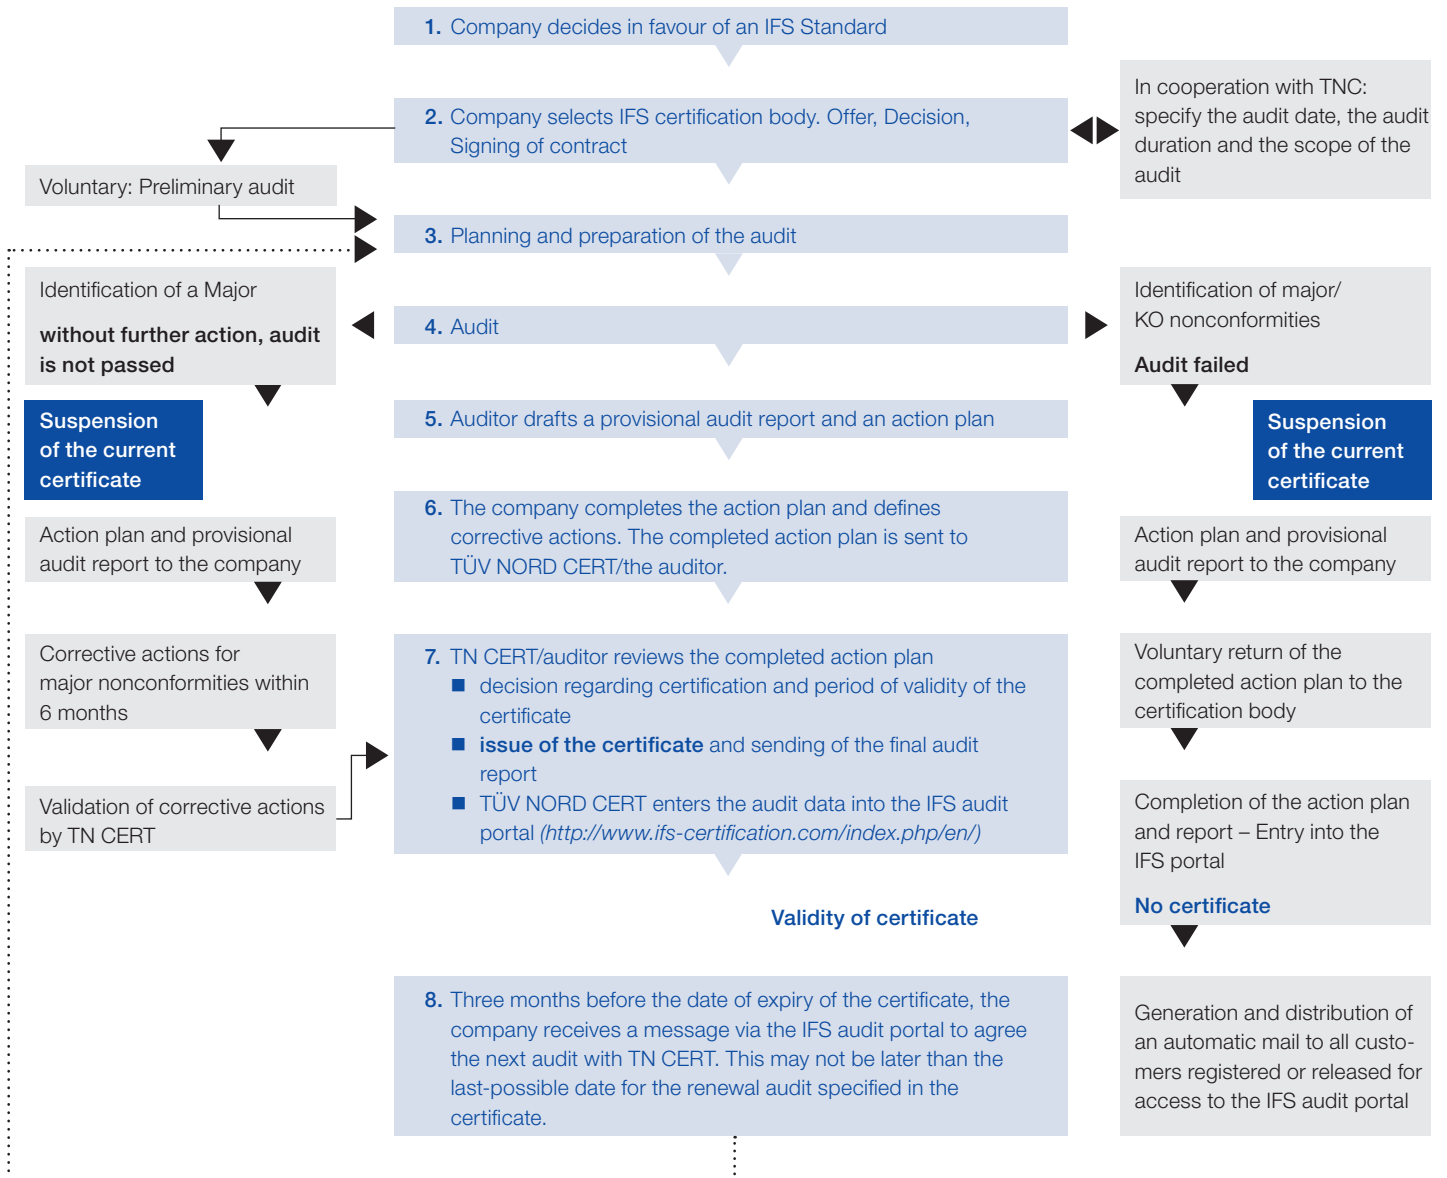 1. Company decides in favour of an IFS Standard
2. Company selects IFS certification body. Offer, Decision,
Signing of contract
In cooperation with TNC:
specify the audit date, the audit
duration and the scope of the
audit
Voluntary: Preliminary audit
3. Planning and preparation of the audit
Identification of a Major
without further action, audit
is not passed
4. Audit
Identification of major/
KO nonconformities
Audit failed
Suspension
of the current
certificate
5. Auditor drafts a provisional audit report and an action plan
Suspension
of the current
certificate
Action plan and provisional
audit report to the company
6. The company completes the action plan and defines
corrective actions. The completed action plan is sent to
TÜV NORD CERT/the auditor.
Action plan and provisional
audit report to the company
Corrective actions for
major nonconformities within
6 months
Validation of corrective actions
by TN CERT
7. TN CERT/auditor reviews the completed action plan
■ decision regarding certification and period of validity of the
certificate
■ issue of the certificate and sending of the final audit
report
■ TÜV NORD CERT enters the audit data into the IFS audit
portal (http://www.ifs-certification.com/index.php/en/)
Voluntary return of the
completed action plan to the
certification body
Completion of the action plan
and report – Entry into the
IFS portal
No certificate
Validity of certificate
8. Three months before the date of expiry of the certificate, the
company receives a message via the IFS audit portal to agree
the next audit with TN CERT. This may not be later than the
last-possible date for the renewal audit specified in the
certificate.
Generation and distribution of
an automatic mail to all custo-
mers registered or released for
access to the IFS audit portal